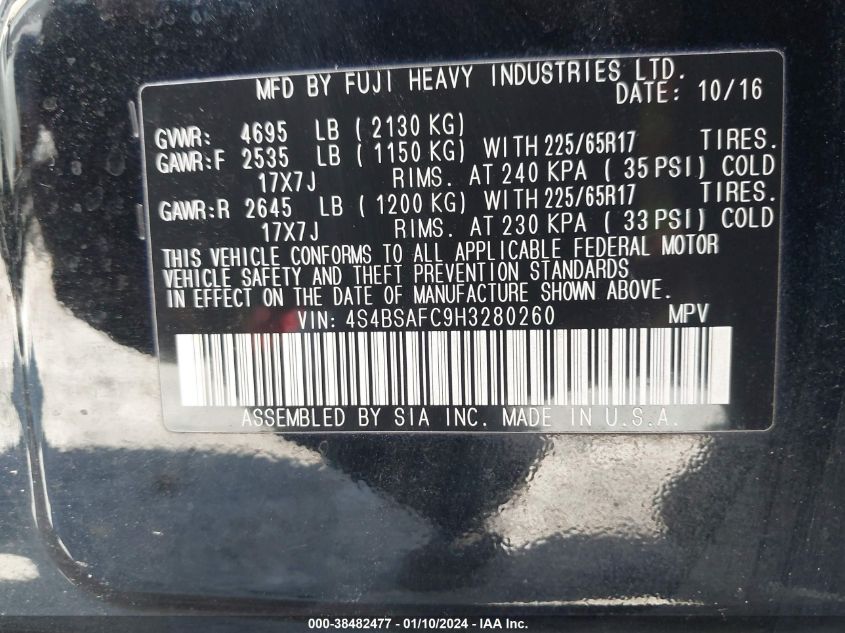 MFD BY FUJI HEAVY INDUSTRIES LTD.
DATE: 10/16
GVWR: 4695 LB ( 2130 KG)
GAWR:F 2535 LB ( 1150 KG) WITH 225/65R17 TIRES.
17X7J RIMS. AT 240 KPA ( 35 PSI) COLD
GAWR:R 2645 LB ( 1200 KG) WITH 225/65R17 TIRES.
17X7J RIMS. AT 230 KPA ( 33 PSI) COLD
THIS VEHICLE CONFORMS TO ALL APPLICABLE FEDERAL MOTOR
VEHICLE SAFETY AND THEFT PREVENTION STANDARDS
IN EFFECT ON THE DATE OF MANUFACTURE SHOWN ABOVE.
VIN: 4S4BSAFC9H3280260 MPV
ASSEMBLED BY SIA INC. MADE IN U.S.A.
000-38482477 - 01/10/2024 - IAA Inc.